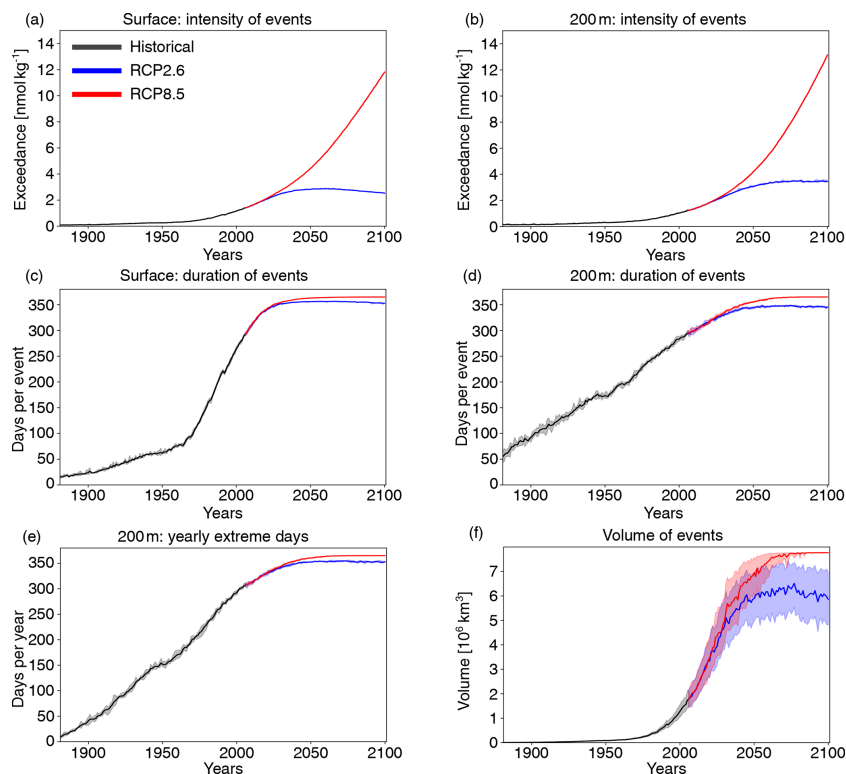 (a) Surface: intensity of events
Exceedance [nmol kg⁻¹]
14
12
10
8
6
4
2
0
Historical
RCP2.6
RCP8.5
1900 1950 2000 2050 2100
Years
(b) 200 m: intensity of events
Exceedance [nmol kg⁻¹]
14
12
10
8
6
4
2
0
1900 1950 2000 2050 2100
Years
(c) Surface: duration of events
Days per event
350
300
250
200
150
100
50
0
1900 1950 2000 2050 2100
Years
(d) 200 m: duration of events
Days per event
350
300
250
200
150
100
50
0
1900 1950 2000 2050 2100
Years
(e) 200 m: yearly extreme days
Days per year
350
300
250
200
150
100
50
0
1900 1950 2000 2050 2100
Years
(f) Volume of events
Volume [10⁶ km³]
7
6
5
4
3
2
1
0
1900 1950 2000 2050 2100
Years